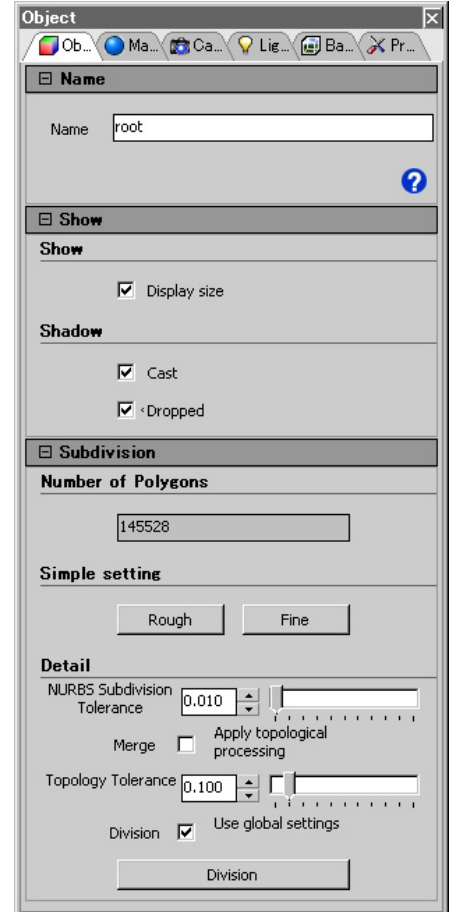 Object
Ob... Ma... Ca... Lig... Ba... Pr...
Name
Name root
Show
Show
Display size
Shadow
Cast
Dropped
Subdivision
Number of Polygons
145528
Simple setting
Rough Fine
Detail
NURBS Subdivision
Tolerance 0.010
Merge Apply topological
processing
Topology Tolerance 0.100
Division Use global settings
Division